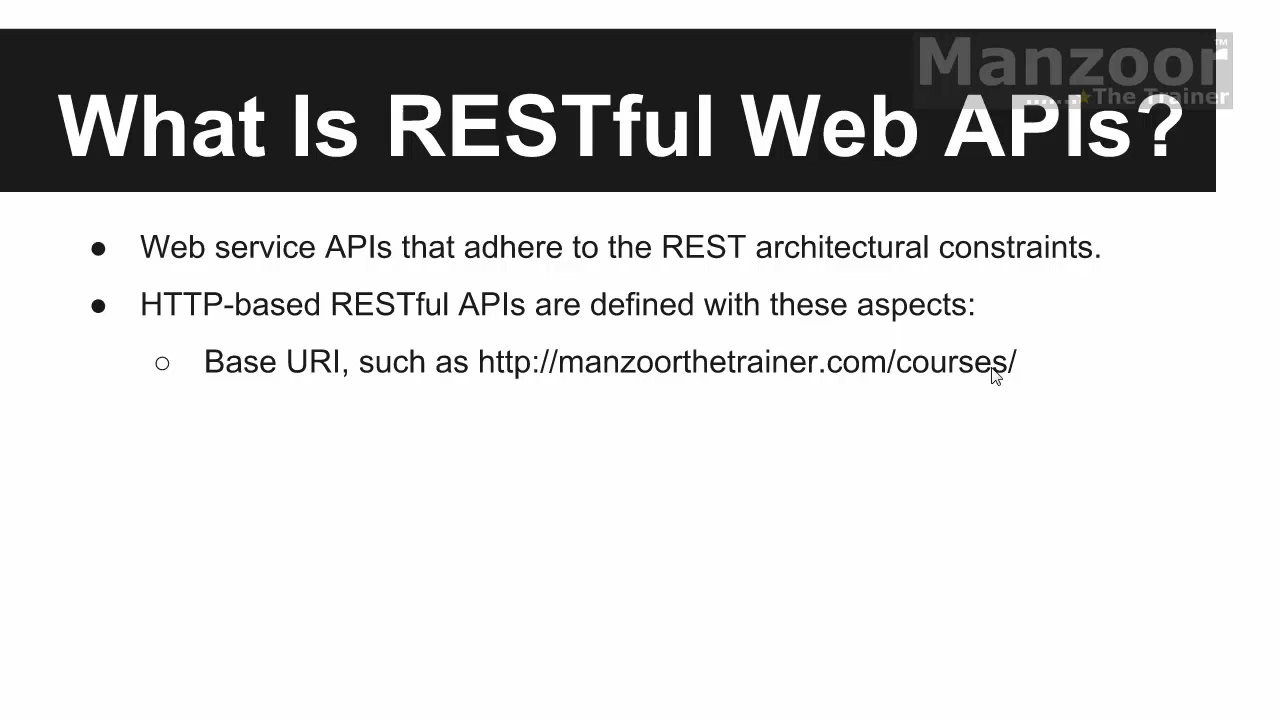 Manzoor™
.......★The Trainer
What Is RESTful Web APIs?
● Web service APIs that adhere to the REST architectural constraints.
● HTTP-based RESTful APIs are defined with these aspects:
○ Base URI, such as http://manzoorthetrainer.com/courses/